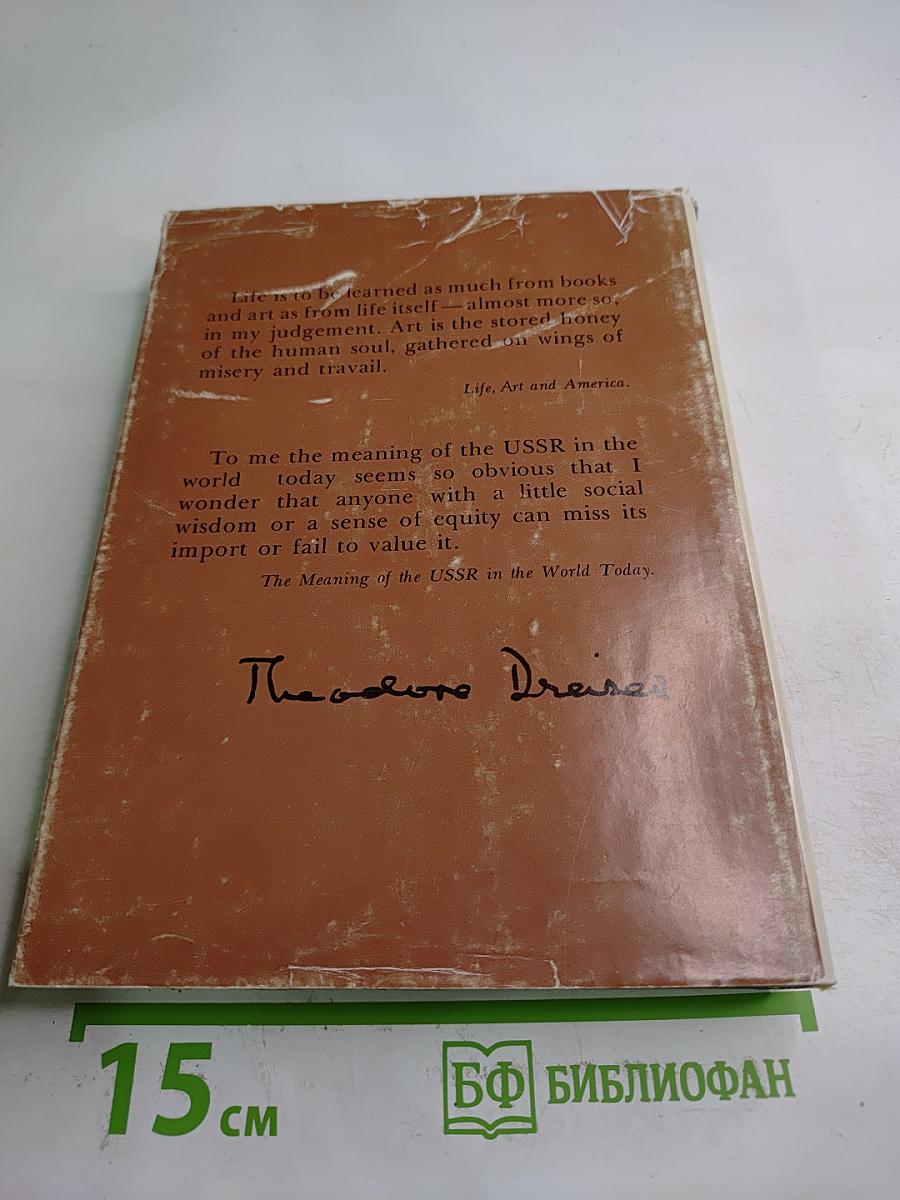 Life is to be learned as much from books
and art as from life itself — almost more so,
in my judgement. Art is the stored honey
of the human soul, gathered on wings of
misery and travail.
Life, Art and America.
To me the meaning of the USSR in the
world today seems so obvious that I
wonder that anyone with a little social
wisdom or a sense of equity can miss its
import or fail to value it.
The Meaning of the USSR in the World Today.
Theodore Dreiser
15 см
БФ БИБЛИОФАН